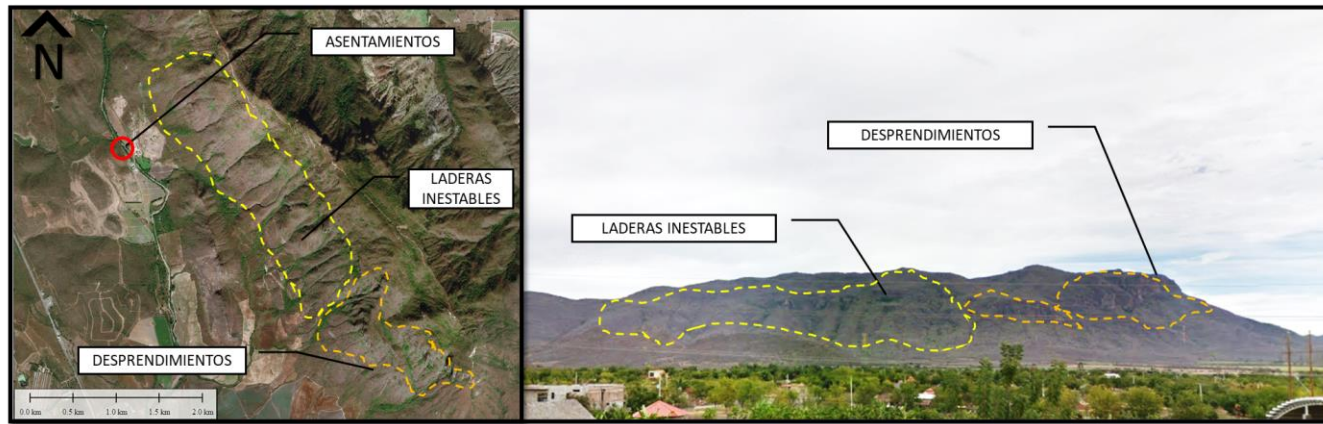 N
ASENTAMIENTOS
LADERAS
INESTABLES
DESPRENDIMIENTOS
0.0 km 0.5 km 1.0 km 1.5 km 2.0 km
DESPRENDIMIENTOS
LADERAS INESTABLES